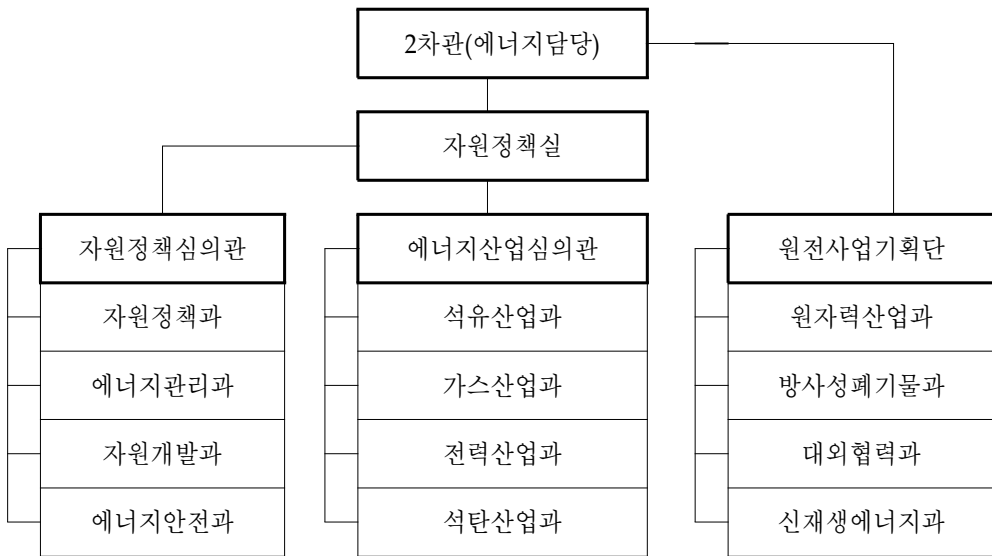 2차관(에너지담당)
자원정책실
자원정책심의관
자원정책과
에너지관리과
자원개발과
에너지안전과
에너지산업심의관
석유산업과
가스산업과
전력산업과
석탄산업과
원전사업기획단
원자력산업과
방사성폐기물과
대외협력과
신재생에너지과